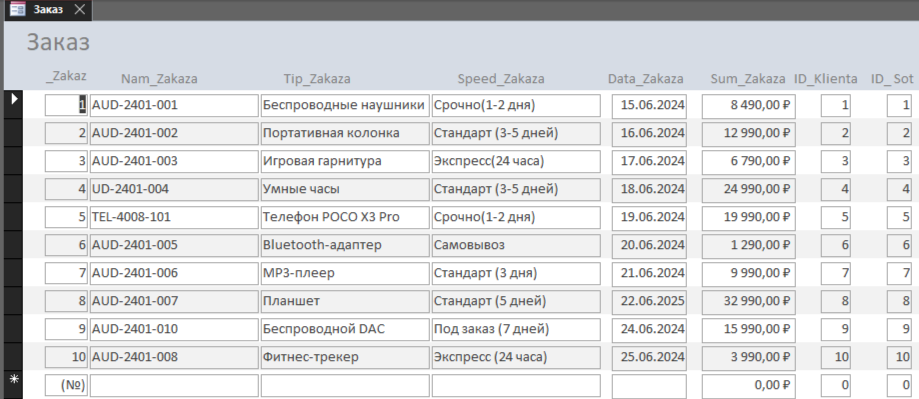 Заказ
Заказ
_Zakaz Nam_Zakaza Tip_Zakaza Speed_Zakaza Data_Zakaza Sum_Zakaza ID_Klienta ID_Sot
1 AUD-2401-001 Беспроводные наушники Срочно(1-2 дня) 15.06.2024 8 490,00 ₽ 1 1
2 AUD-2401-002 Портативная колонка Стандарт (3-5 дней) 16.06.2024 12 990,00 ₽ 2 2
3 AUD-2401-003 Игровая гарнитура Экспресс(24 часа) 17.06.2024 6 790,00 ₽ 3 3
4 UD-2401-004 Умные часы Стандарт (3-5 дней) 18.06.2024 24 990,00 ₽ 4 4
5 TEL-4008-101 Телефон POCO X3 Pro Срочно(1-2 дня) 19.06.2024 19 990,00 ₽ 5 5
6 AUD-2401-005 Bluetooth-адаптер Самовывоз 20.06.2024 1 290,00 ₽ 6 6
7 AUD-2401-006 MP3-плеер Стандарт (3 дня) 21.06.2024 9 990,00 ₽ 7 7
8 AUD-2401-007 Планшет Стандарт (5 дней) 22.06.2025 32 990,00 ₽ 8 8
9 AUD-2401-010 Беспроводной DAC Под заказ (7 дней) 24.06.2024 15 990,00 ₽ 9 9
10 AUD-2401-008 Фитнес-трекер Экспресс (24 часа) 25.06.2024 3 990,00 ₽ 10 10
(№) 0,00 ₽ 0 0